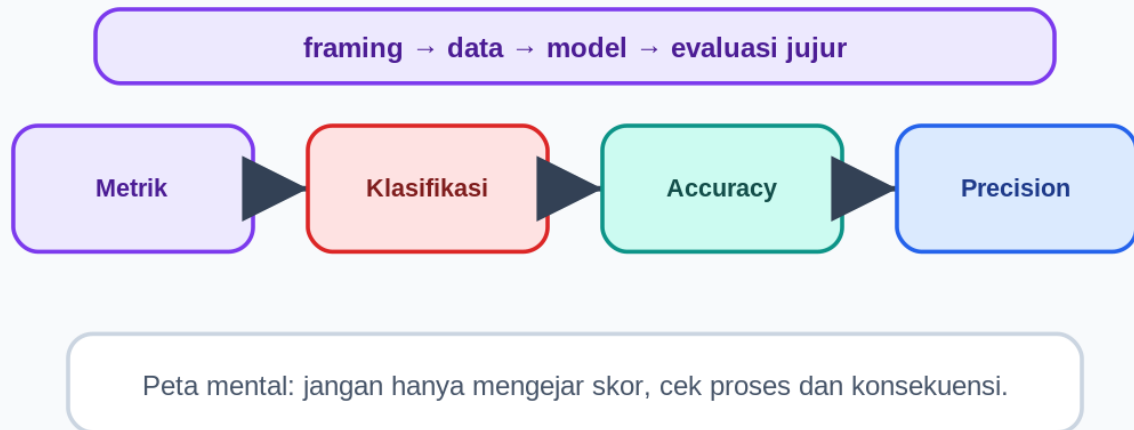 framing → data → model → evaluasi jujur
Metrik
Klasifikasi
Accuracy
Precision
Peta mental: jangan hanya mengejar skor, cek proses dan konsekuensi.